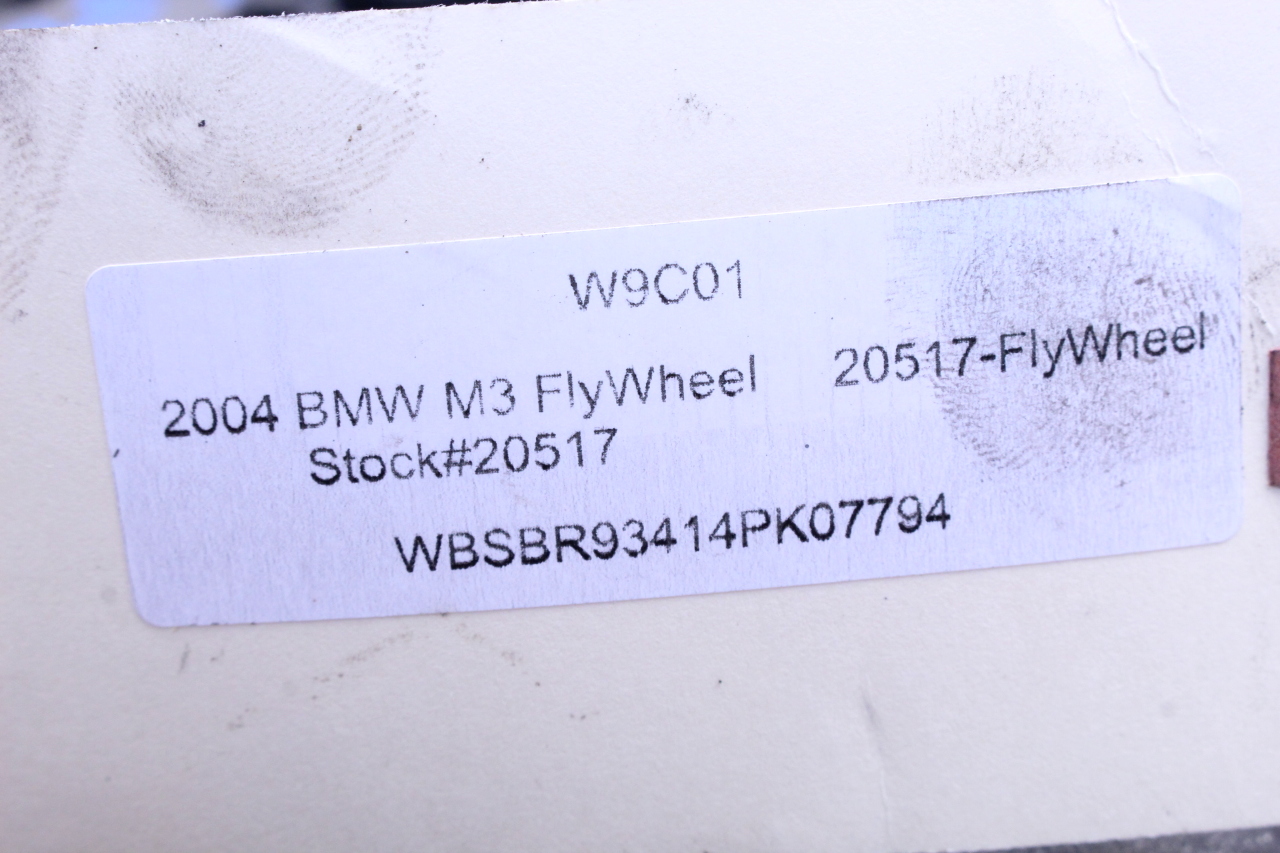 W9C01
2004 BMW M3 FlyWheel 20517-FlyWheel
Stock#20517
WBSBR93414PK07794